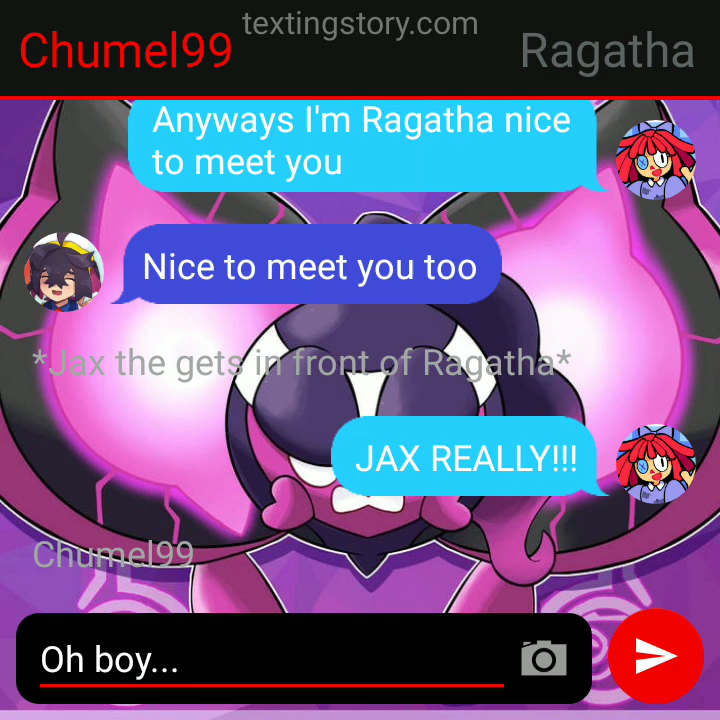 textingstory.com
Chumel99
Ragatha
Anyways I'm Ragatha nice
to meet you
Nice to meet you too
*Jax the gets in front of Ragatha*
JAX REALLY!!!
Chumel99
Oh boy...